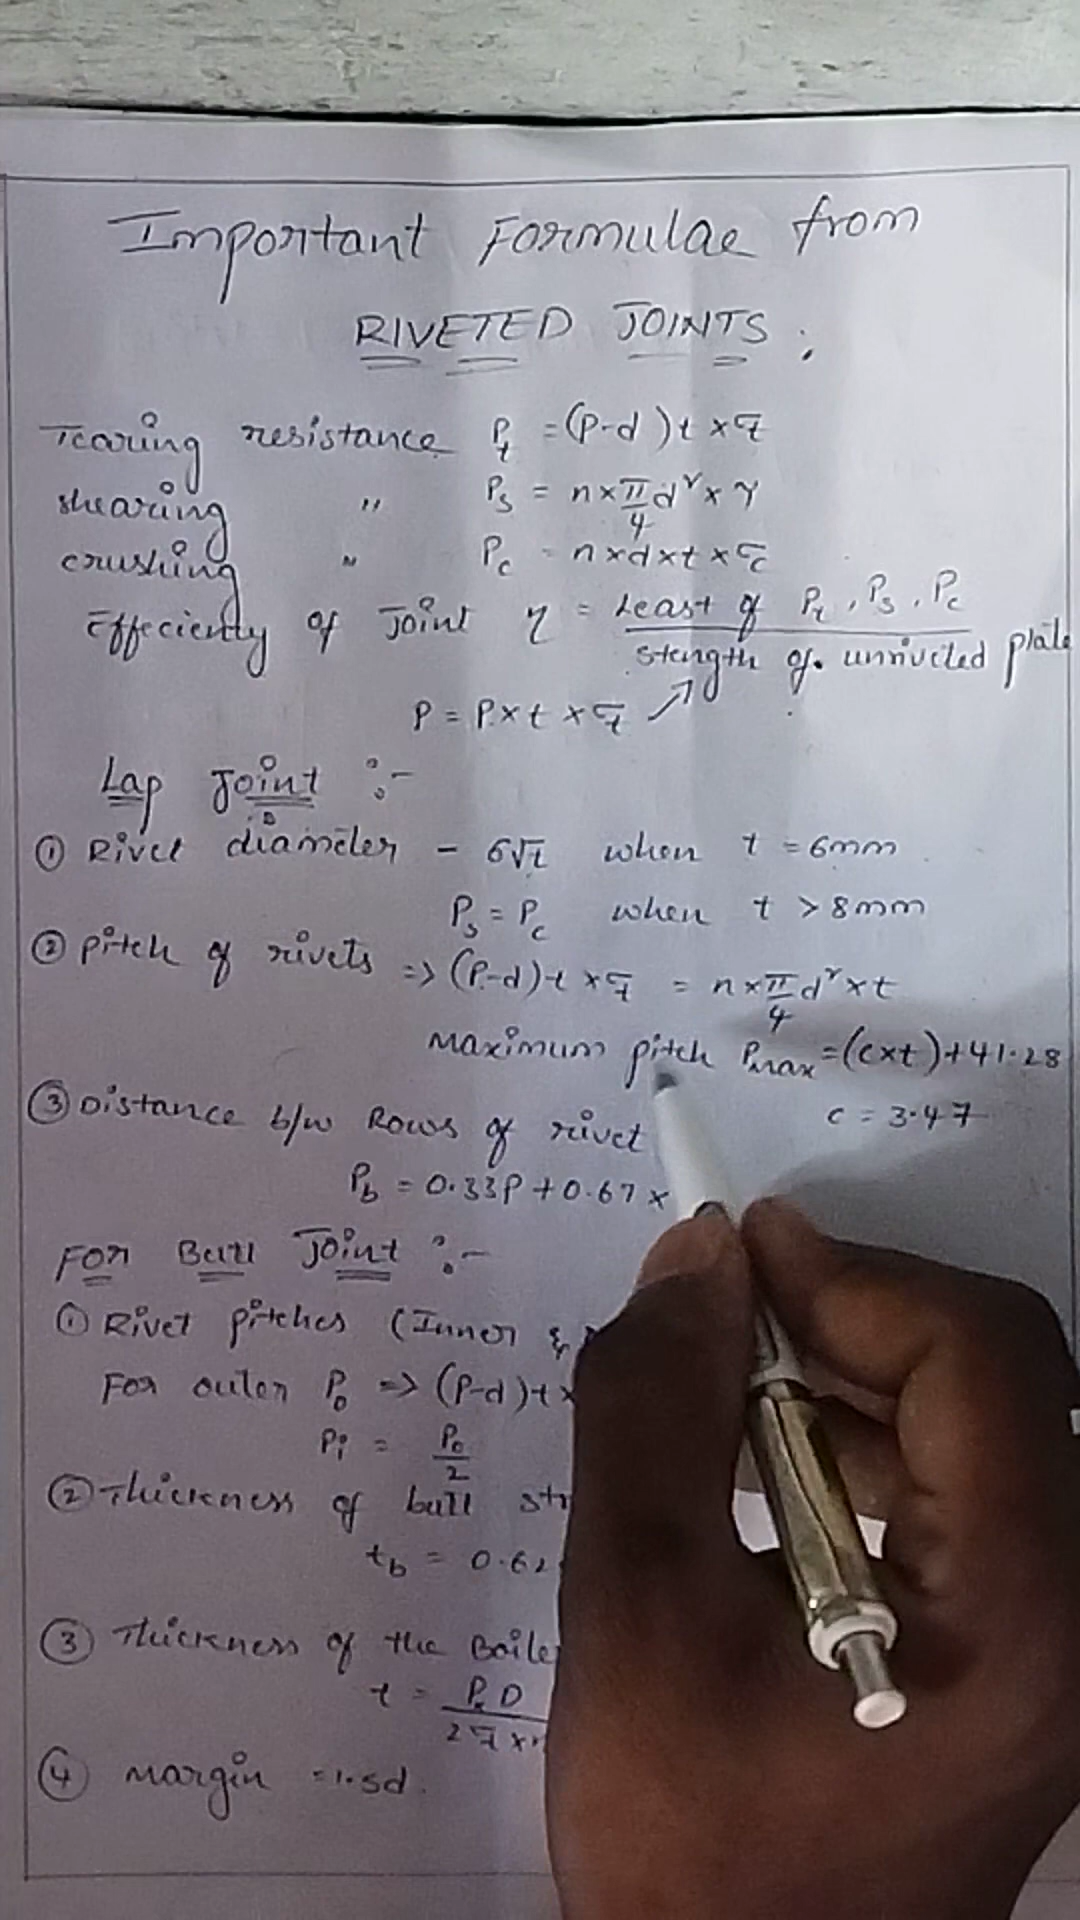 Important Formulae from
RIVETED JOINTS :
Tearing resistance Pt = (P-d)t × σt
shearing " Ps = n × π/4 d² × τ
crushing " Pc = n×d×t × σc
Effeciently of Joint η = Least of Pt, Ps, Pc / stength of unriveted plate
P = P×t × σt
Lap Joint :-
① Rivet diameter - 6√t when t = 6mm
Ps = Pc when t > 8mm
② pitch of rivets => (P-d)t × σt = n × π/4 d² × t
Maximum pitch Pmax = (c×t)+41.28
③ Distance b/w Rows of rivet c = 3.47
Pb = 0.33P + 0.67 ×
FOR Butt Joint :-
① Rivet pitches (Inner &
For outer Po => (P-d)t ×
Pi = Po/2
② Thickness of butt
tb = 0.62
③ Thickness of the Boile
t = P.D / 2σt ×
④ margin = 1.5d.